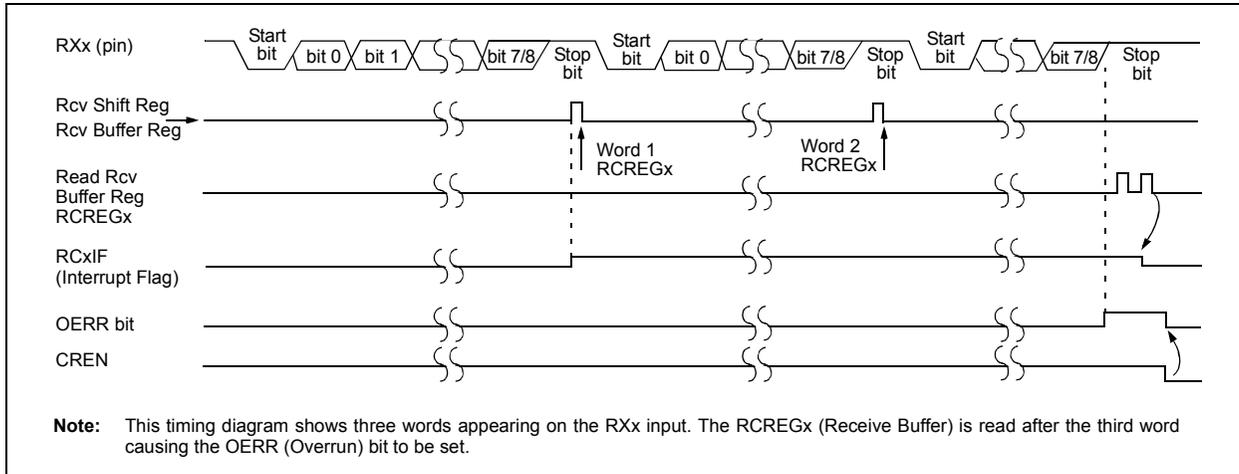 RXx (pin)
Start bit
bit 0
bit 1
bit 7/8
Stop bit
Start bit
bit 0
bit 7/8
Stop bit
Start bit
bit 7/8
Stop bit
Rcv Shift Reg
Rcv Buffer Reg
Word 1
RCREGx
Word 2
RCREGx
Read Rcv
Buffer Reg
RCREGx
RCxIF
(Interrupt Flag)
OERR bit
CREN
Note: This timing diagram shows three words appearing on the RXx input. The RCREGx (Receive Buffer) is read after the third word
causing the OERR (Overrun) bit to be set.